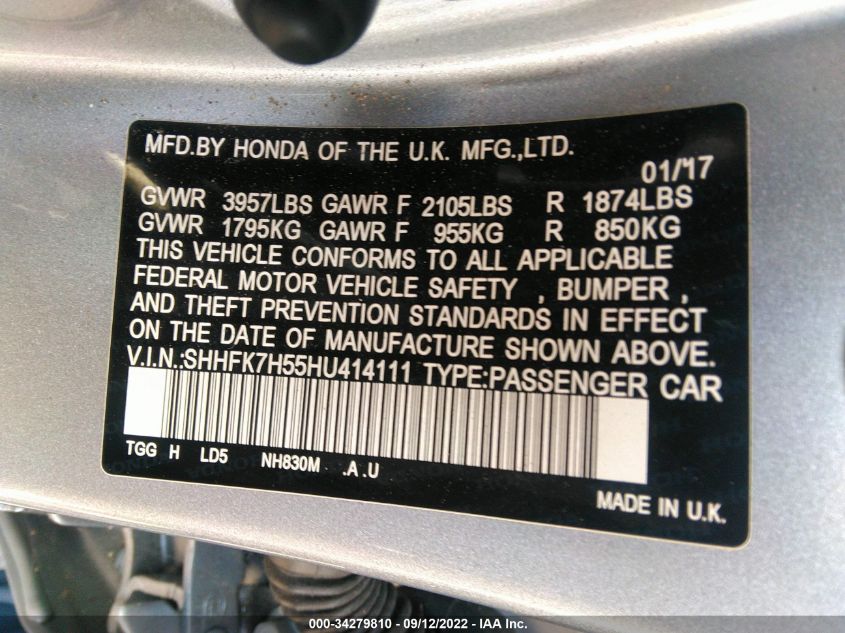 MFD.BY HONDA OF THE U.K. MFG.,LTD.
01/17
GVWR 3957LBS GAWR F 2105LBS R 1874LBS
GVWR 1795KG GAWR F 955KG R 850KG
THIS VEHICLE CONFORMS TO ALL APPLICABLE
FEDERAL MOTOR VEHICLE SAFETY , BUMPER ,
AND THEFT PREVENTION STANDARDS IN EFFECT
ON THE DATE OF MANUFACTURE SHOWN ABOVE.
V.I.N.:SHHFK7H55HU414111 TYPE:PASSENGER CAR
TGG H LD5 NH830M .A .U
MADE IN U.K.
000-34279810 - 09/12/2022 - IAA Inc.